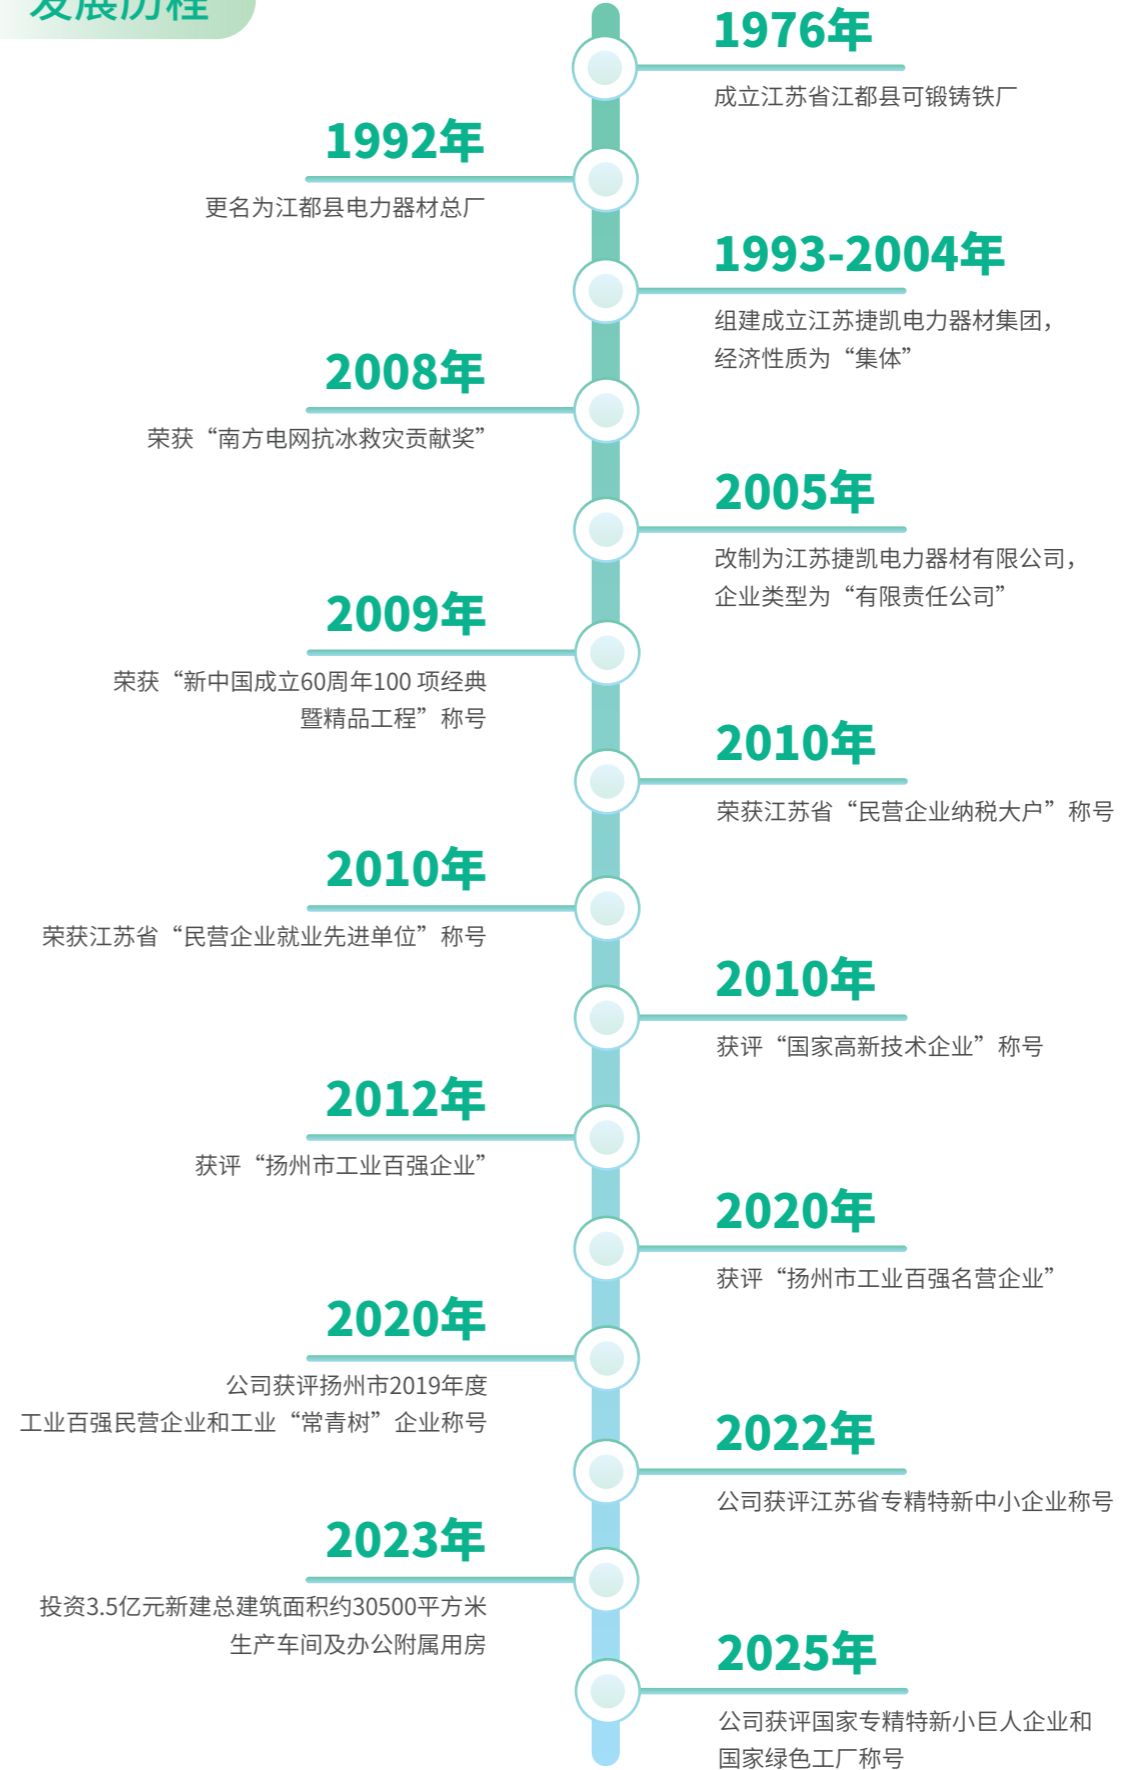 发展历程
1976年
成立江苏省江都县可锻铸铁厂
1992年
更名为江都县电力器材总厂
1993-2004年
组建成立江苏捷凯电力器材集团，
经济性质为“集体”
2008年
荣获“南方电网抗冰救灾贡献奖”
2005年
改制为江苏捷凯电力器材有限公司，
企业类型为“有限责任公司”
2009年
荣获“新中国成立60周年100 项经典
暨精品工程”称号
2010年
荣获江苏省“民营企业纳税大户”称号
2010年
荣获江苏省“民营企业就业先进单位”称号
2010年
获评“国家高新技术企业”称号
2012年
获评“扬州市工业百强企业”
2020年
获评“扬州市工业百强名营企业”
2020年
公司获评扬州市2019年度
工业百强民营企业和工业“常青树”企业称号
2022年
公司获评江苏省专精特新中小企业称号
2023年
投资3.5亿元新建总建筑面积约30500平方米
生产车间及办公附属用房
2025年
公司获评国家专精特新小巨人企业和
国家绿色工厂称号